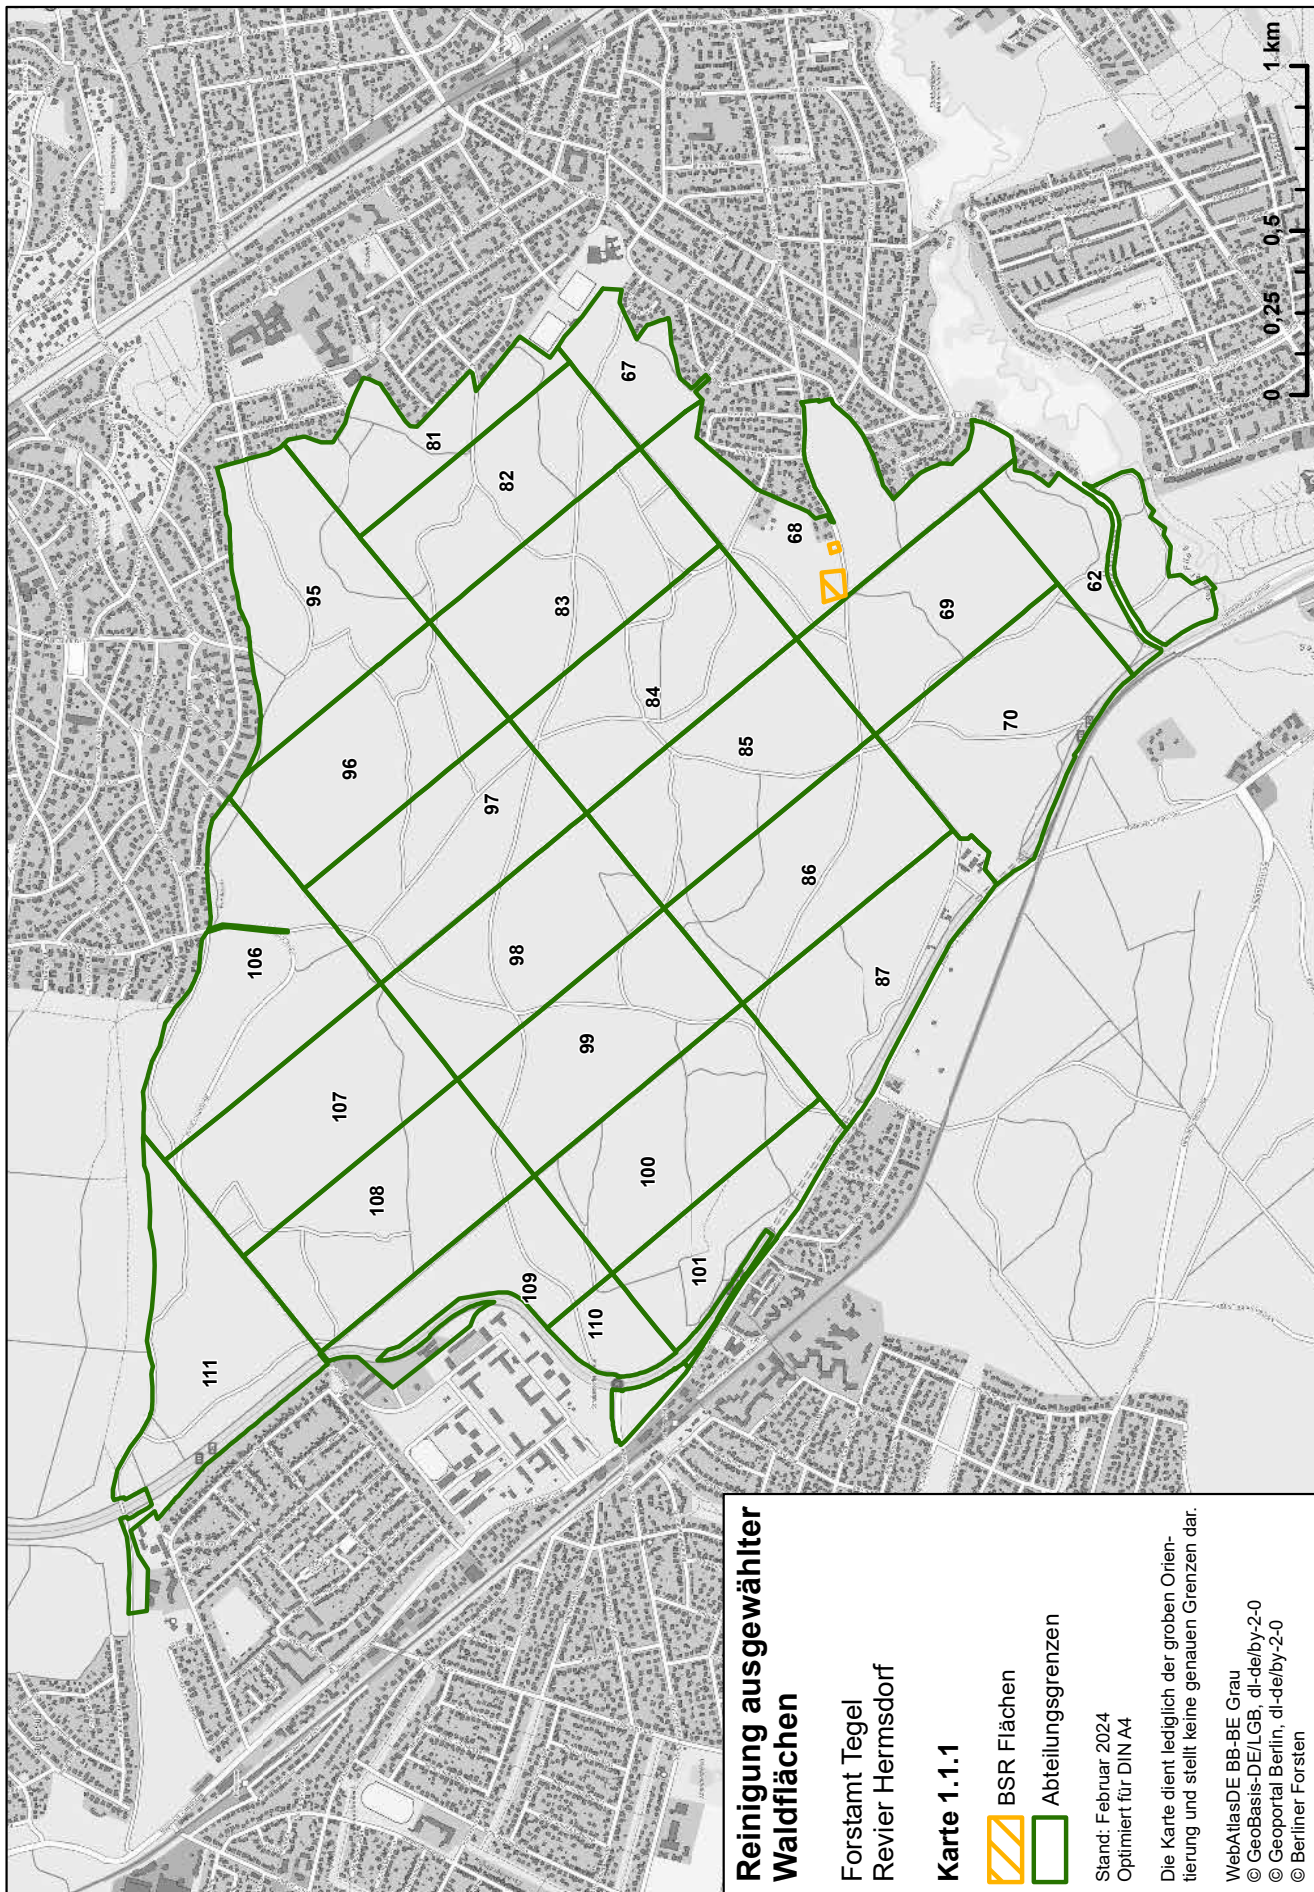 Reinigung ausgewählter
Waldflächen
Forstamt Tegel
Revier Hermsdorf
Karte 1.1.1
BSR Flächen
Abteilungsgrenzen
Stand: Februar 2024
Optimiert für DIN A4
Die Karte dient lediglich der groben Orien-
tierung und stellt keine genauen Grenzen dar.
WebAtlasDE BB-BE Grau
© GeoBasis-DE/LGB, dl-de/by-2-0
© Geoportal Berlin, dl-de/by-2-0
© Berliner Forsten
111
106
107
108
109
110
101
100
99
98
97
96
95
81
82
83
84
85
86
87
67
68
69
70
62
0
0,25
0,5
1 km